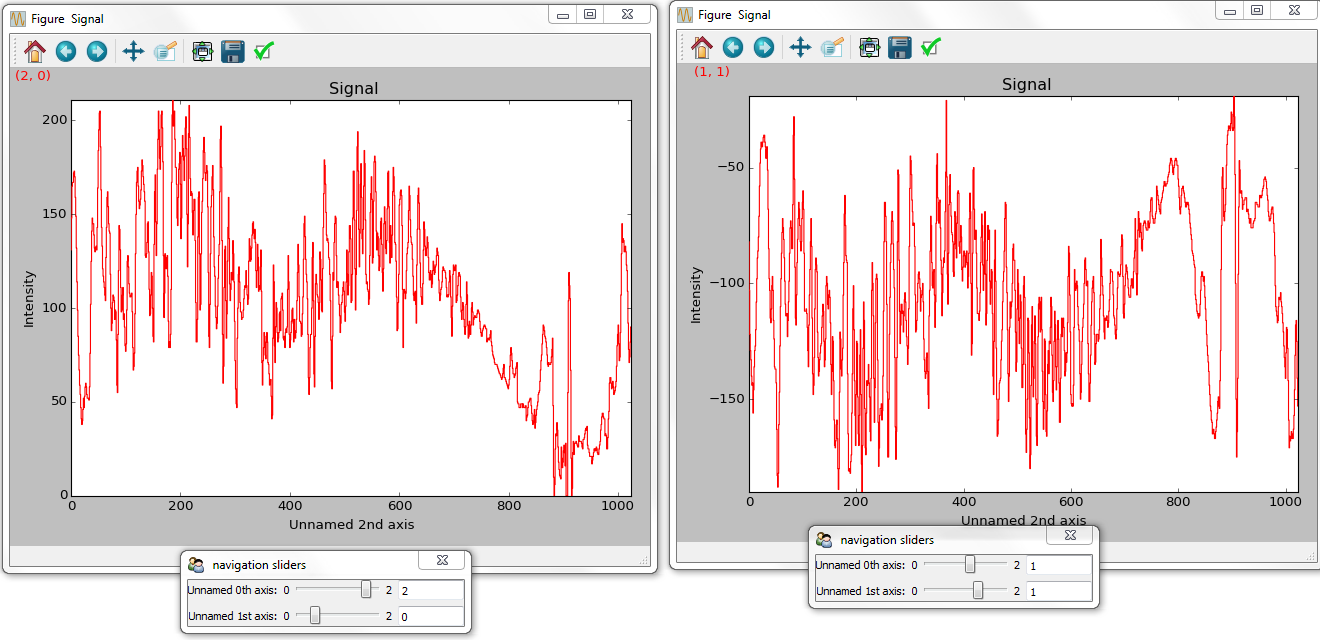 Figure Signal
(2, 0)
Signal
200
150
100
50
0
Intensity
0 200 400 600 800 1000
Unnamed 2nd axis
navigation sliders
Unnamed 0th axis: 0 2 2
Unnamed 1st axis: 0 2 0
Figure Signal
(1, 1)
Signal
−50
−100
−150
Intensity
0 200 400 600 800 1000
Unnamed 2nd axis
navigation sliders
Unnamed 0th axis: 0 2 1
Unnamed 1st axis: 0 2 1